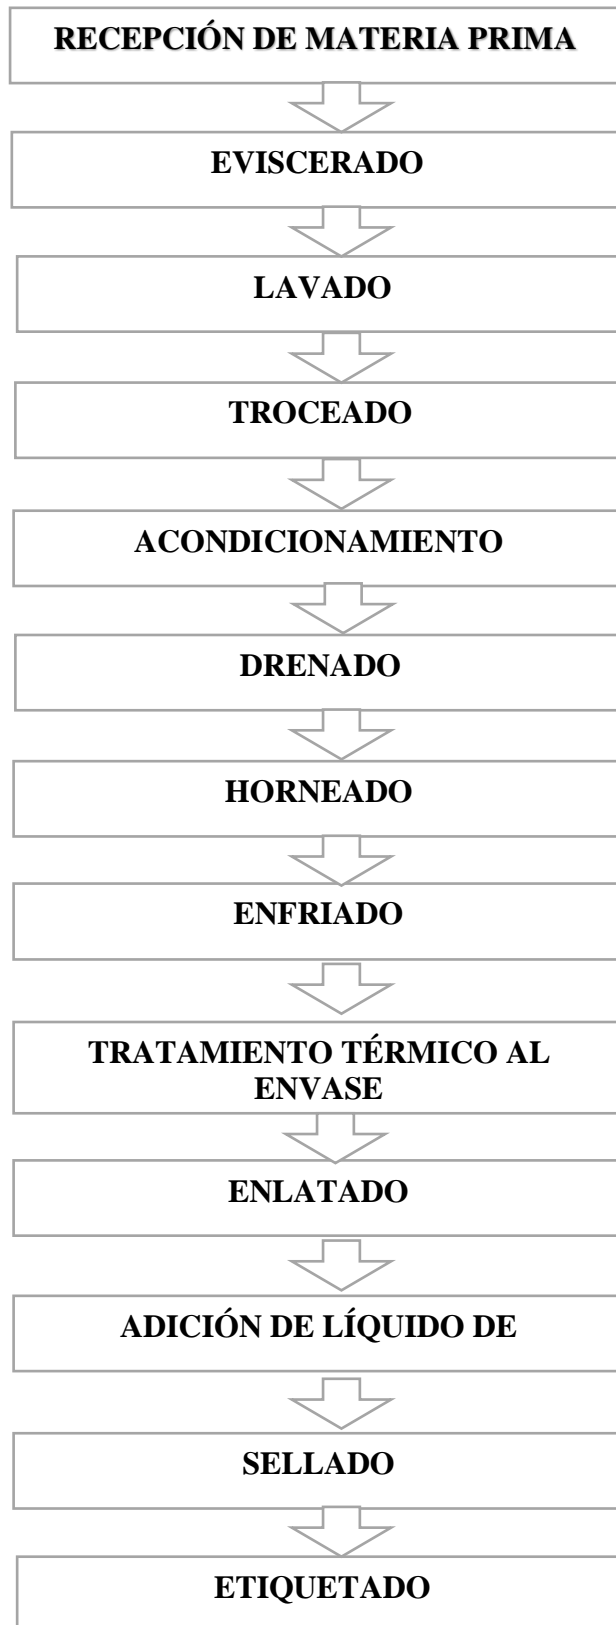 RECEPCIÓN DE MATERIA PRIMA
EVISCERADO
LAVADO
TROCEADO
ACONDICIONAMIENTO
DRENADO
HORNEADO
ENFRIADO
TRATAMIENTO TÉRMICO AL
ENVASE
ENLATADO
ADICIÓN DE LÍQUIDO DE
SELLADO
ETIQUETADO